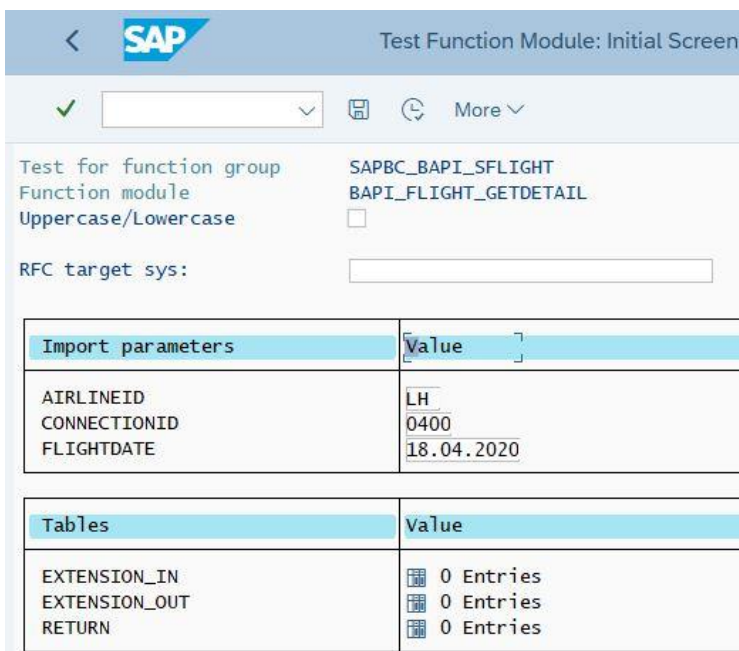 SAP Test Function Module: Initial Screen
More
Test for function group SAPBC_BAPI_SFLIGHT
Function module BAPI_FLIGHT_GETDETAIL
Uppercase/Lowercase
RFC target sys:
Import parameters Value
AIRLINEID LH
CONNECTIONID 0400
FLIGHTDATE 18.04.2020
Tables Value
EXTENSION_IN 0 Entries
EXTENSION_OUT 0 Entries
RETURN 0 Entries